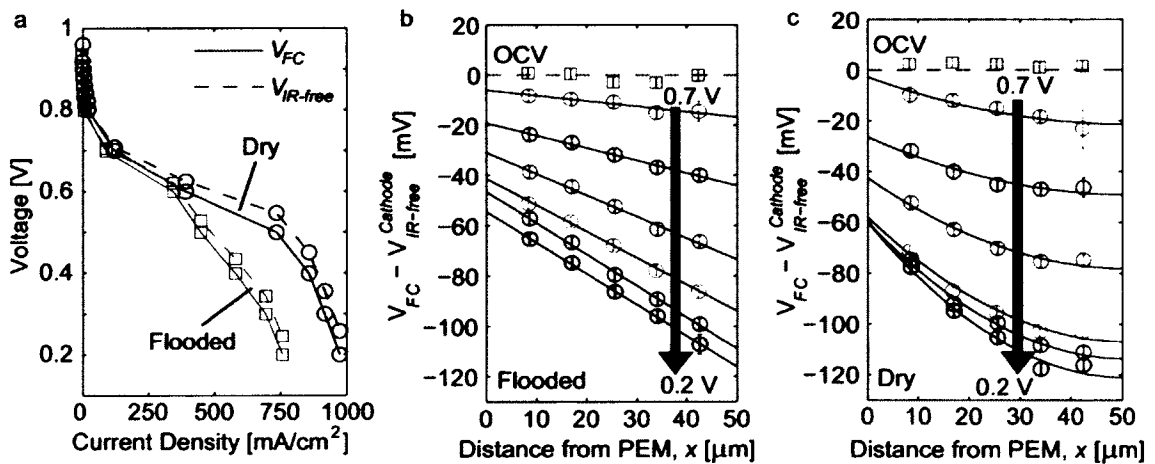 a
Voltage [V]
1
0.8
0.6
0.4
0.2
V_FC
V_IR-free
Dry
Flooded
0 250 500 750 1000
Current Density [mA/cm²]
b
V_FC − V_IR-free^Cathode [mV]
20
0
−20
−40
−60
−80
−100
−120
OCV
0.7 V
0.2 V
Flooded
0 10 20 30 40 50
Distance from PEM, x [μm]
c
V_FC − V_IR-free^Cathode [mV]
20
0
−20
−40
−60
−80
−100
−120
OCV
0.7 V
0.2 V
Dry
0 10 20 30 40 50
Distance from PEM, x [μm]